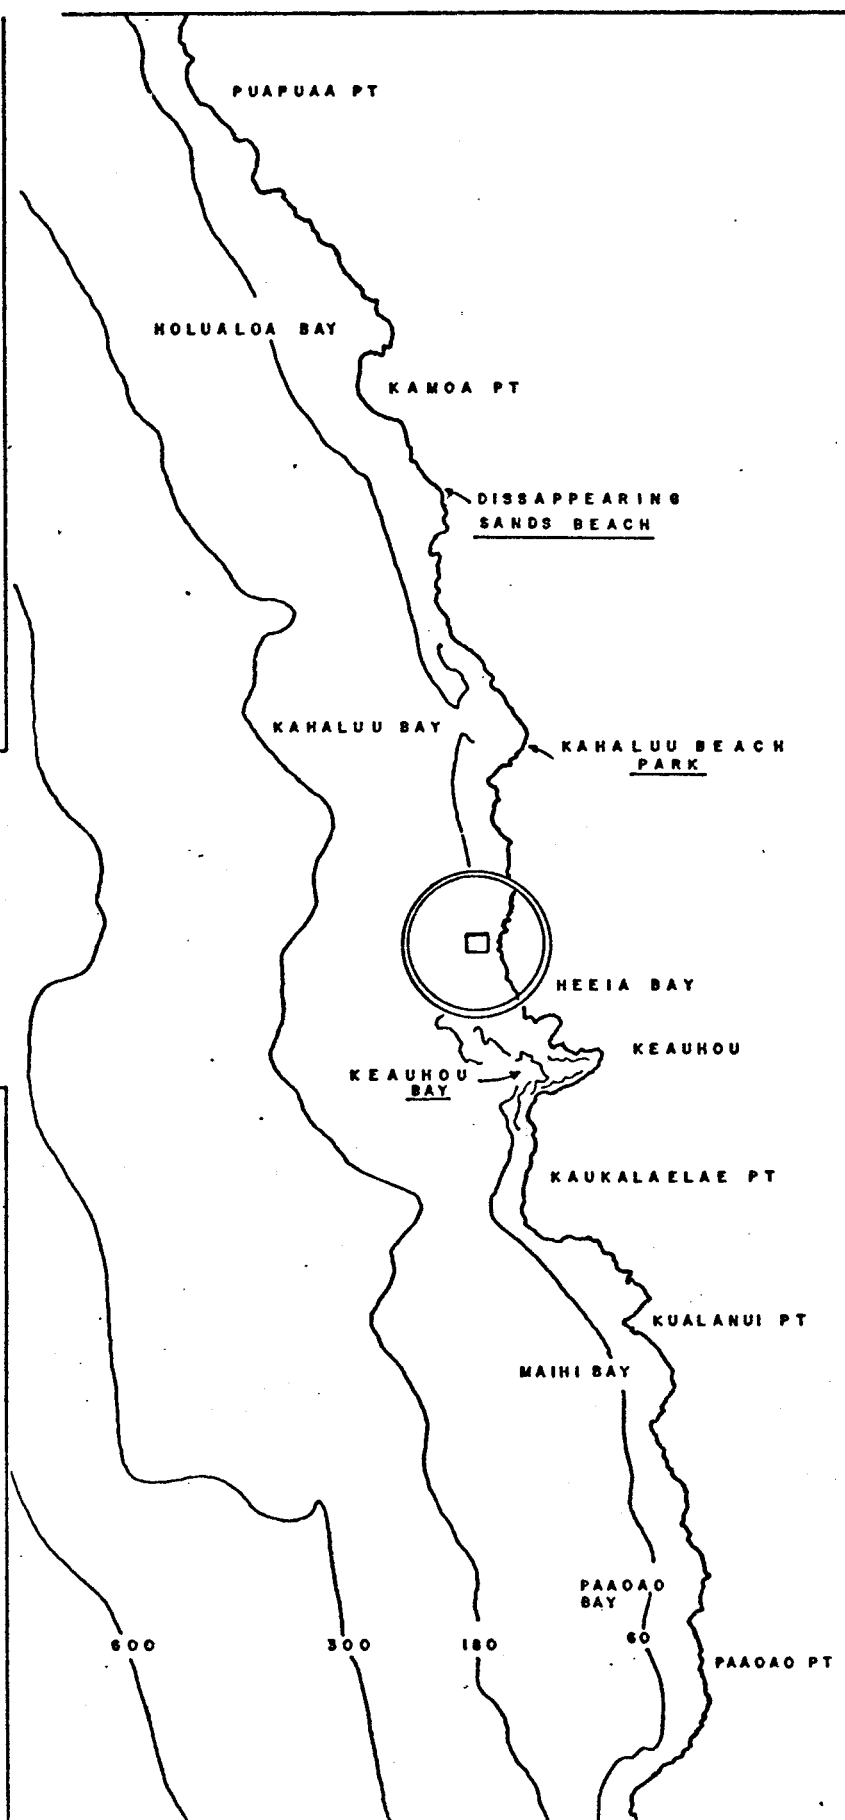 PUAPUAA PT
HOLUALOA BAY
KAMOA PT
DISSAPPEARING
SANDS BEACH
KAHALUU BAY
KAHALUU BEACH
PARK
HEEIA BAY
KEAUHOU
KEAUHOU
BAY
KAUKALAELAE PT
KUALANUI PT
MAIHI BAY
PAAOAO
BAY
600 300 180 60
PAAOAO PT